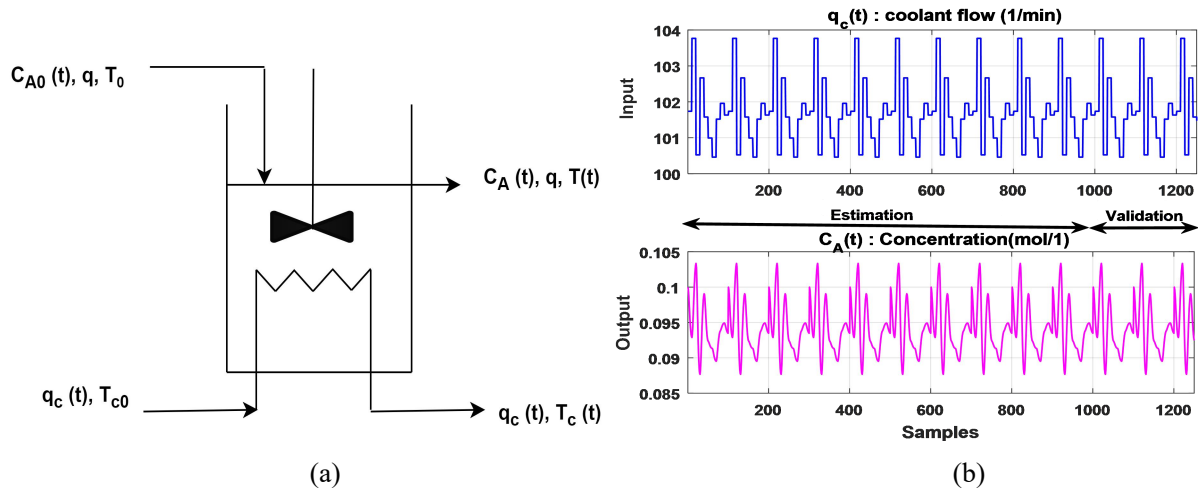 C_A0 (t), q, T_0
C_A (t), q, T(t)
q_c (t), T_c0
q_c (t), T_c (t)
(a)
q_c(t) : coolant flow (1/min)
Input
104
103
102
101
100
200 400 600 800 1000 1200
Estimation Validation
C_A(t) : Concentration(mol/1)
Output
0.105
0.1
0.095
0.09
0.085
200 400 600 800 1000 1200
Samples
(b)